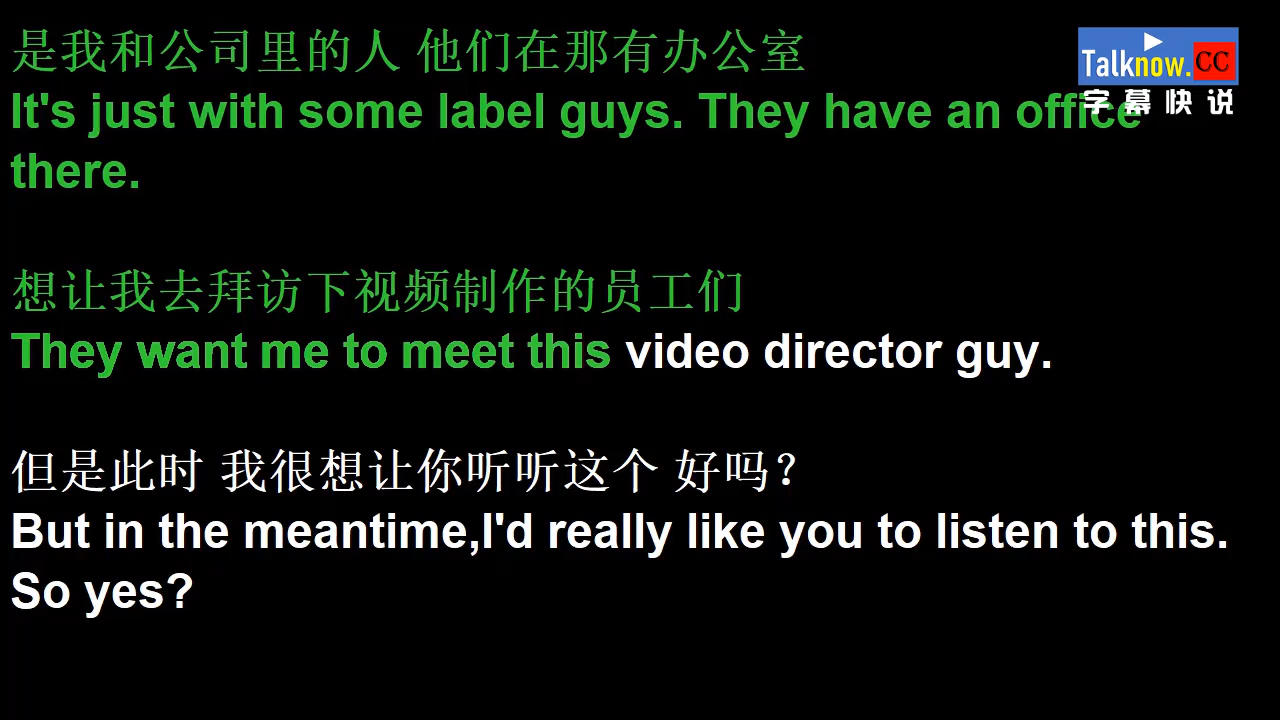 是我和公司里的人 他们在那有办公室
It's just with some label guys. They have an office
there.
想让我去拜访下视频制作的员工们
They want me to meet this video director guy.
但是此时 我很想让你听听这个 好吗?
But in the meantime,I'd really like you to listen to this.
So yes?
Talknow.CC
字幕快说